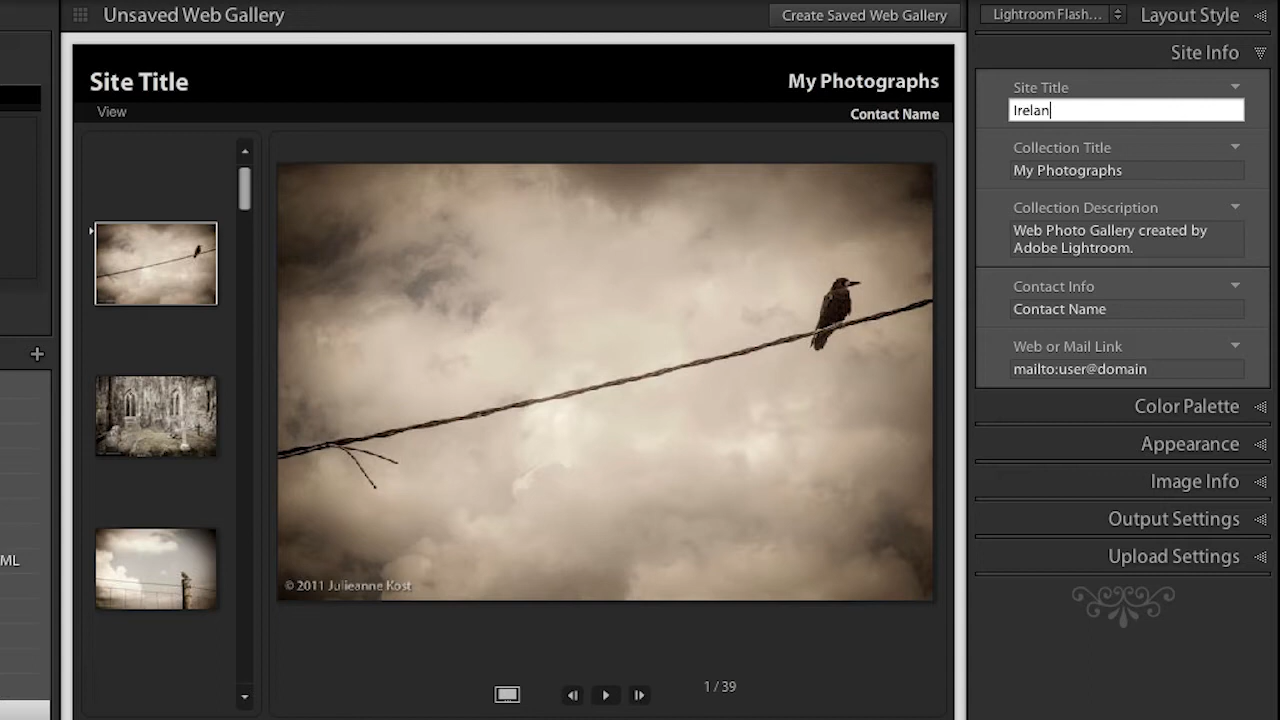 Unsaved Web Gallery
Create Saved Web Gallery
Lightroom Flash...
Layout Style
Site Title
My Photographs
View
Contact Name
© 2011 Julieanne Kost
1 / 39
ML
Site Info
Site Title
Irelan
Collection Title
My Photographs
Collection Description
Web Photo Gallery created by
Adobe Lightroom.
Contact Info
Contact Name
Web or Mail Link
mailto:user@domain
Color Palette
Appearance
Image Info
Output Settings
Upload Settings